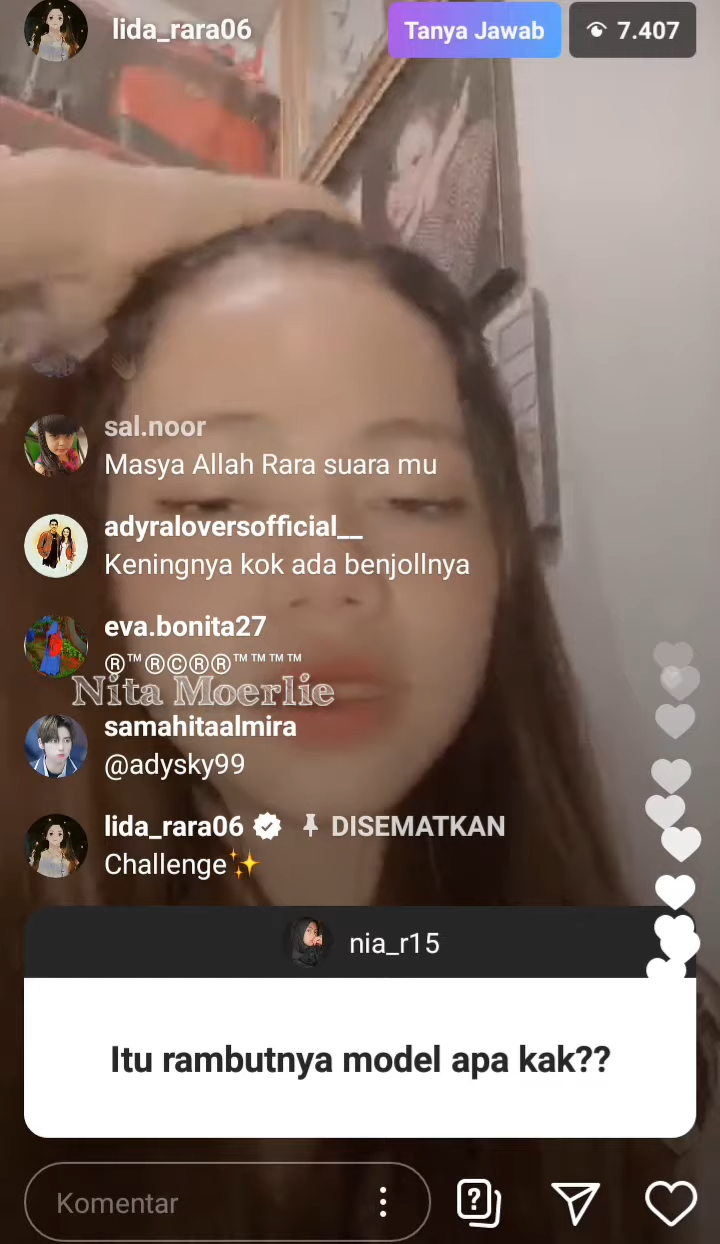 lida_rara06
Tanya Jawab
7.407
sal.noor
Masya Allah Rara suara mu
adyraloversofficial__
Keningnya kok ada benjollnya
eva.bonita27
®™®©®®™™™™
Nita Moerlie
samahitaalmira
@adysky99
lida_rara06 DISEMATKAN
Challenge✨
nia_r15
Itu rambutnya model apa kak??
Komentar